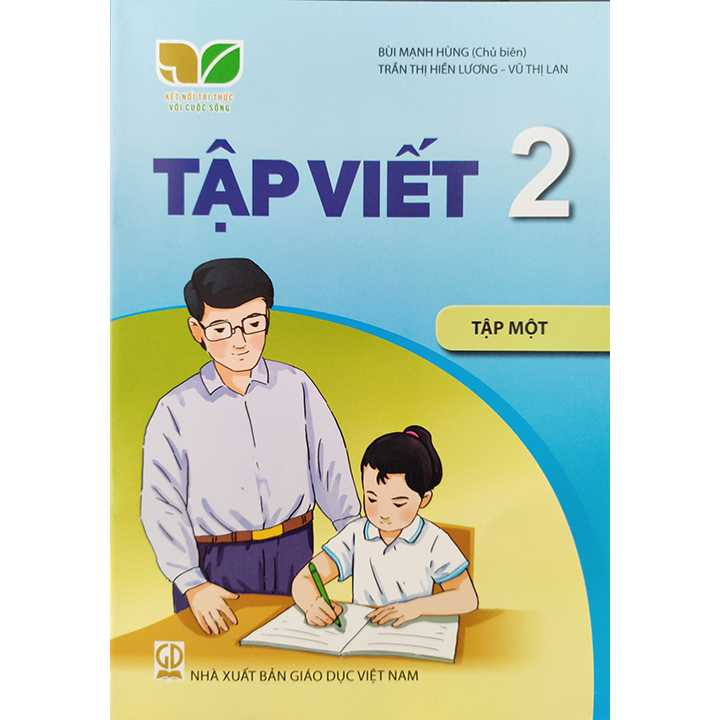 BÙI MẠNH HÙNG (Chủ biên)
TRẦN THỊ HIỀN LƯƠNG – VŨ THỊ LAN
KẾT NỐI TRI THỨC
VỚI CUỘC SỐNG
TẬP VIẾT 2
TẬP MỘT
GD
NHÀ XUẤT BẢN GIÁO DỤC VIỆT NAM